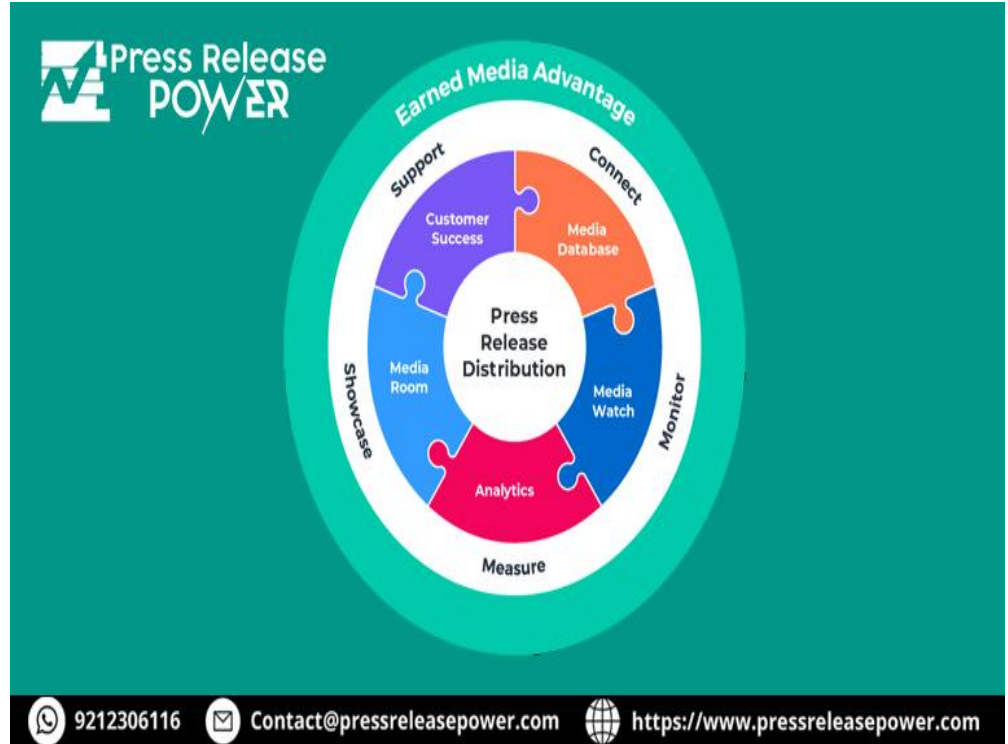 Press Release
POWER
Earned Media Advantage
Support
Connect
Customer
Success
Media
Database
Press
Release
Distribution
Media
Room
Media
Watch
Showcase
Monitor
Analytics
Measure
9212306116 Contact@pressreleasepower.com https://www.pressreleasepower.com